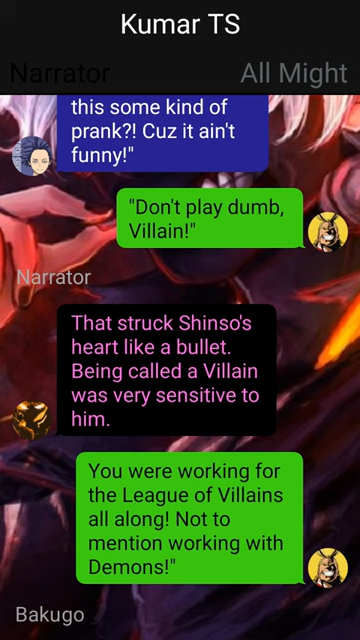 Kumar TS
Narrator
All Might
this some kind of
prank?! Cuz it ain't
funny!"
"Don't play dumb,
Villain!"
Narrator
That struck Shinso's
heart like a bullet.
Being called a Villain
was very sensitive to
him.
You were working for
the League of Villains
all along! Not to
mention working with
Demons!"
Bakugo